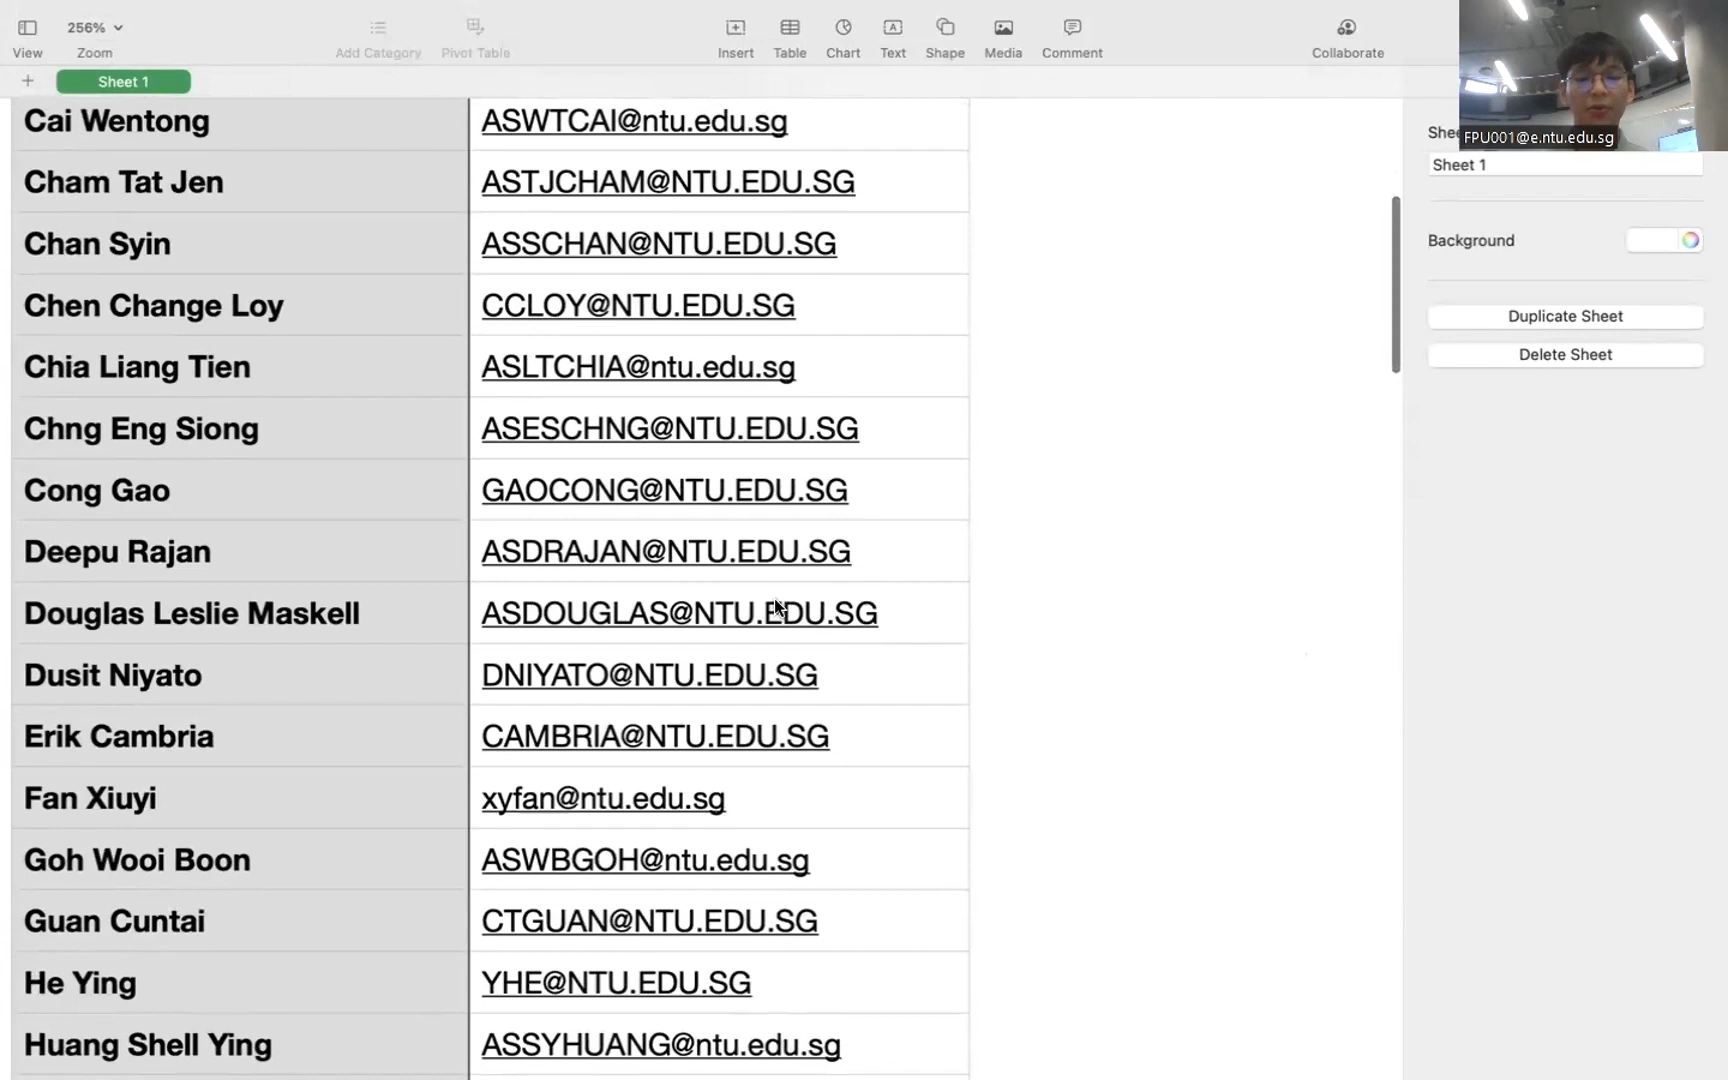 256%
View
Zoom
Add Category
Pivot Table
Insert
Table
Chart
Text
Shape
Media
Comment
Collaborate
FPU001@e.ntu.edu.sg
Sheet 1
Cai Wentong ASWTCAI@ntu.edu.sg
Cham Tat Jen ASTJCHAM@NTU.EDU.SG
Chan Syin ASSCHAN@NTU.EDU.SG
Chen Change Loy CCLOY@NTU.EDU.SG
Chia Liang Tien ASLTCHIA@ntu.edu.sg
Chng Eng Siong ASESCHNG@NTU.EDU.SG
Cong Gao GAOCONG@NTU.EDU.SG
Deepu Rajan ASDRAJAN@NTU.EDU.SG
Douglas Leslie Maskell ASDOUGLAS@NTU.EDU.SG
Dusit Niyato DNIYATO@NTU.EDU.SG
Erik Cambria CAMBRIA@NTU.EDU.SG
Fan Xiuyi xyfan@ntu.edu.sg
Goh Wooi Boon ASWBGOH@ntu.edu.sg
Guan Cuntai CTGUAN@NTU.EDU.SG
He Ying YHE@NTU.EDU.SG
Huang Shell Ying ASSYHUANG@ntu.edu.sg
Sheet 1
Background
Duplicate Sheet
Delete Sheet